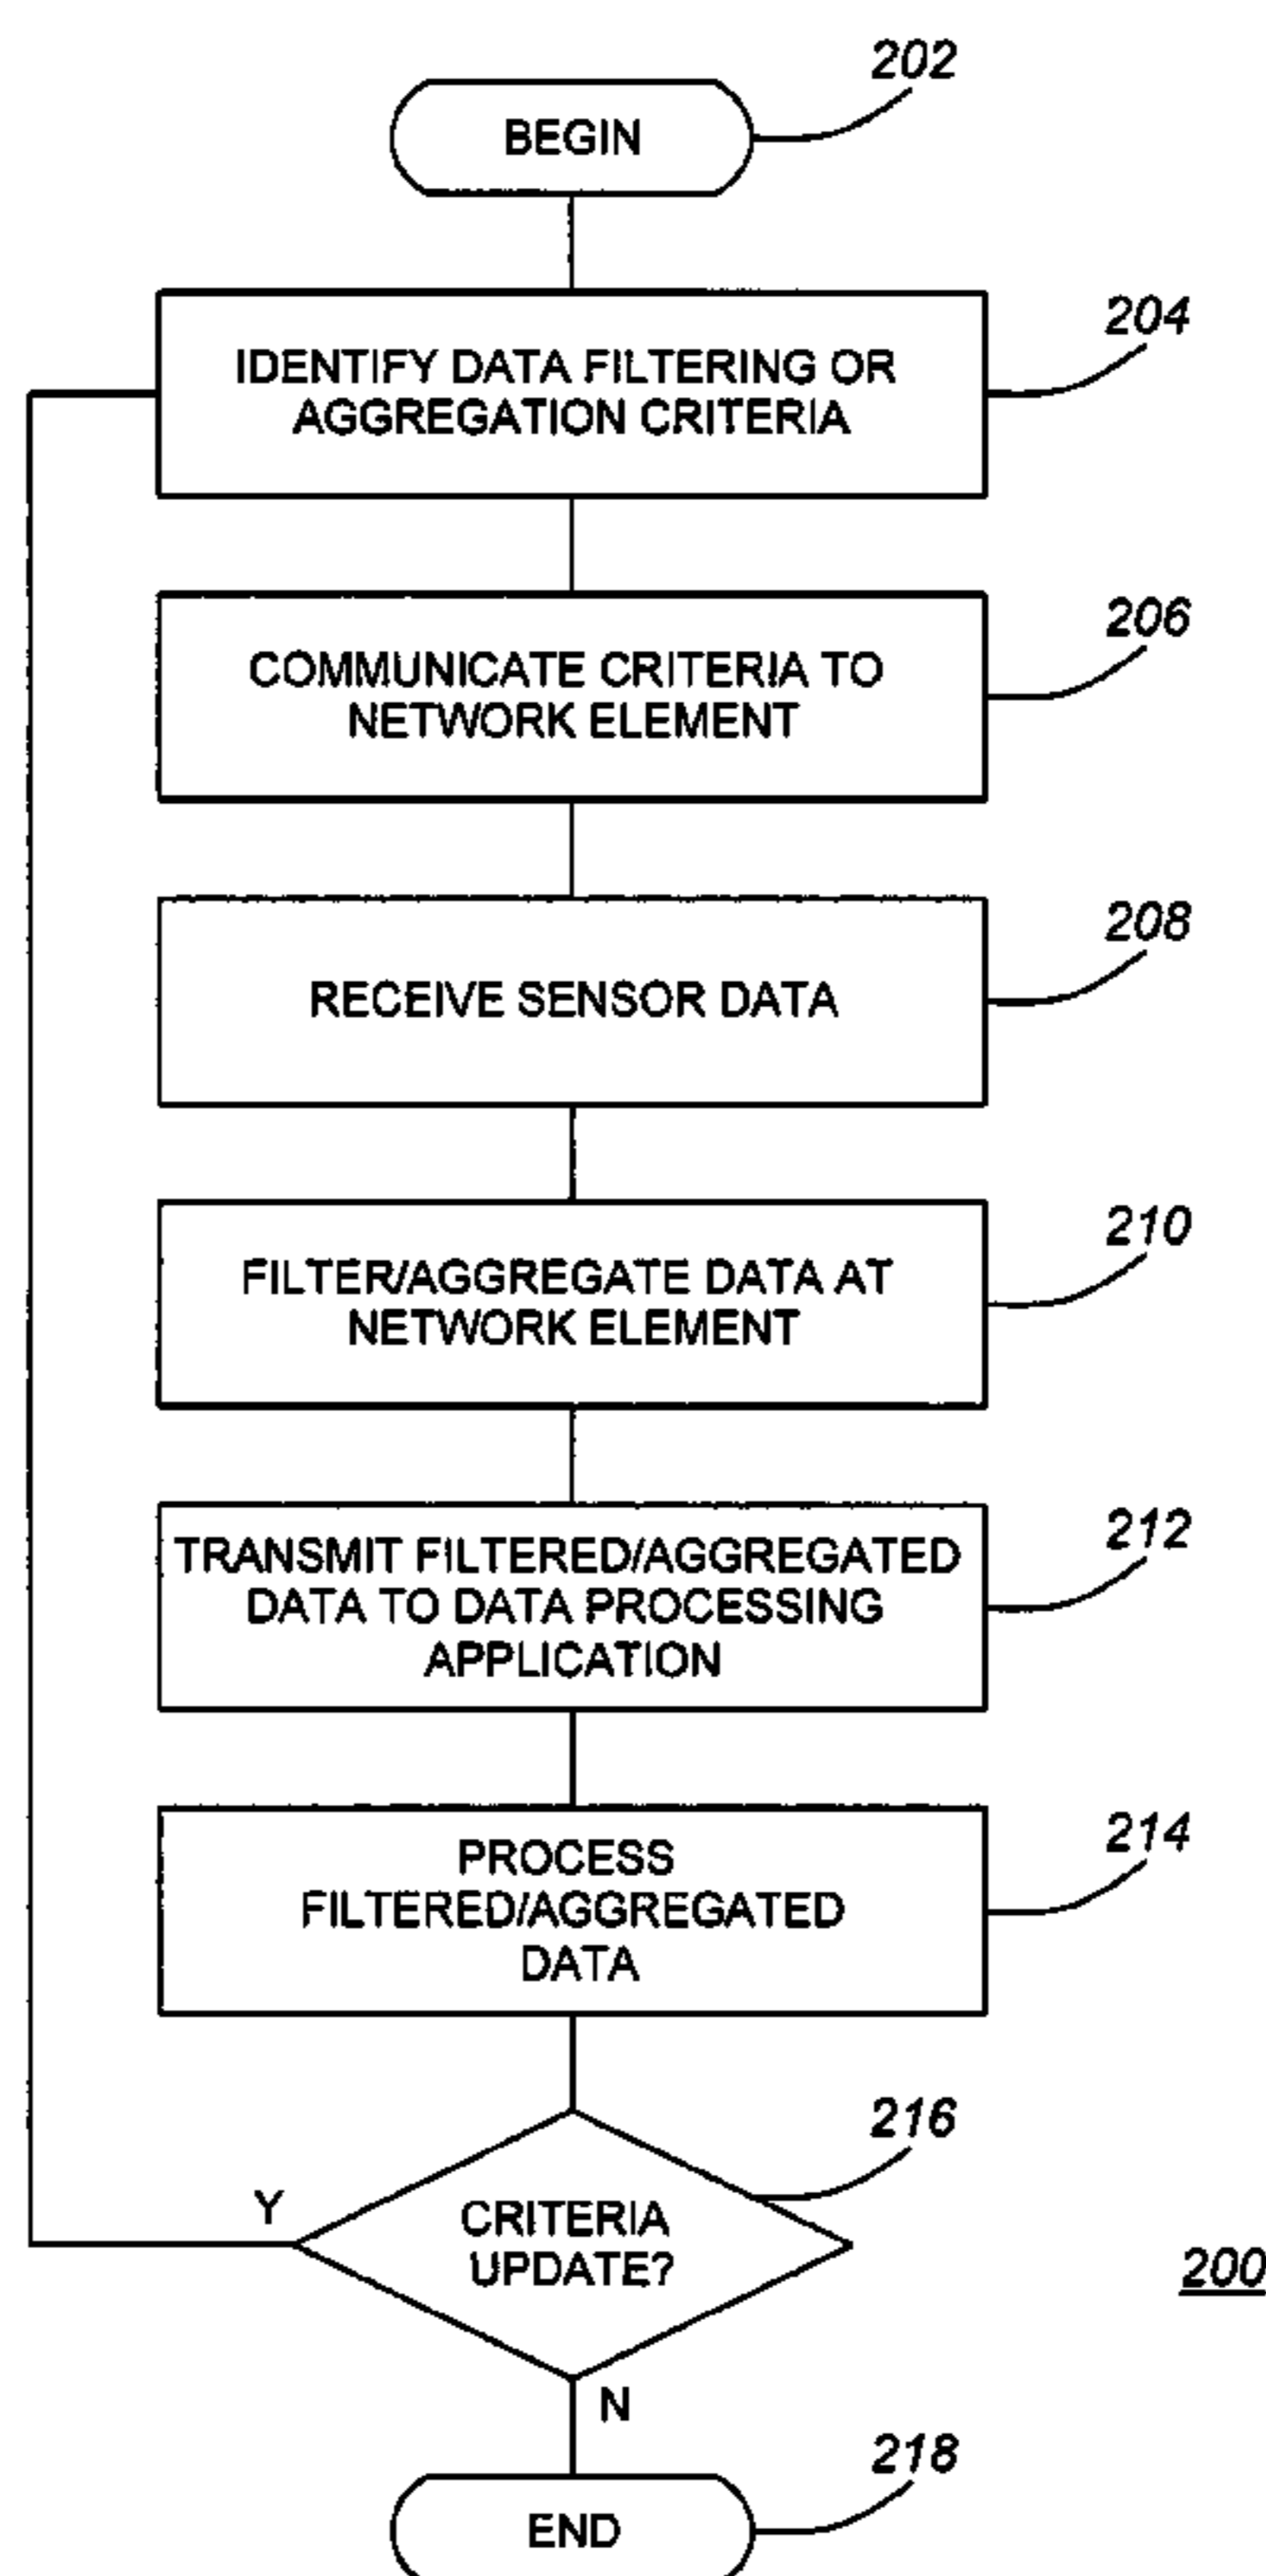 202
BEGIN
204
IDENTIFY DATA FILTERING OR
AGGREGATION CRITERIA
206
COMMUNICATE CRITERIA TO
NETWORK ELEMENT
208
RECEIVE SENSOR DATA
210
FILTER/AGGREGATE DATA AT
NETWORK ELEMENT
212
TRANSMIT FILTERED/AGGREGATED
DATA TO DATA PROCESSING
APPLICATION
214
PROCESS
FILTERED/AGGREGATED
DATA
216
Y
CRITERIA
UPDATE?
200
N
218
END